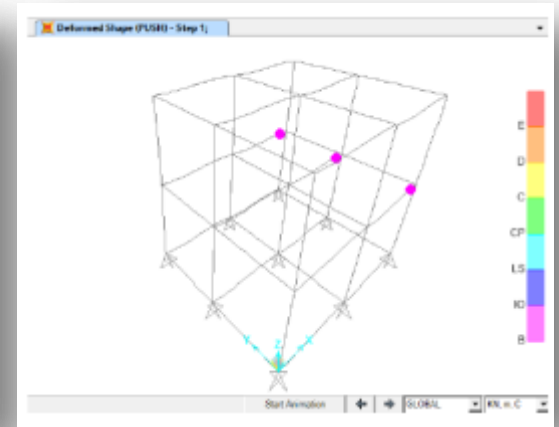 Deformed Shape (PUSH) - Step 1;
E
D
C
CP
LS
IO
B
Y Z X
Start Animation
GLOBAL
KN, m, C